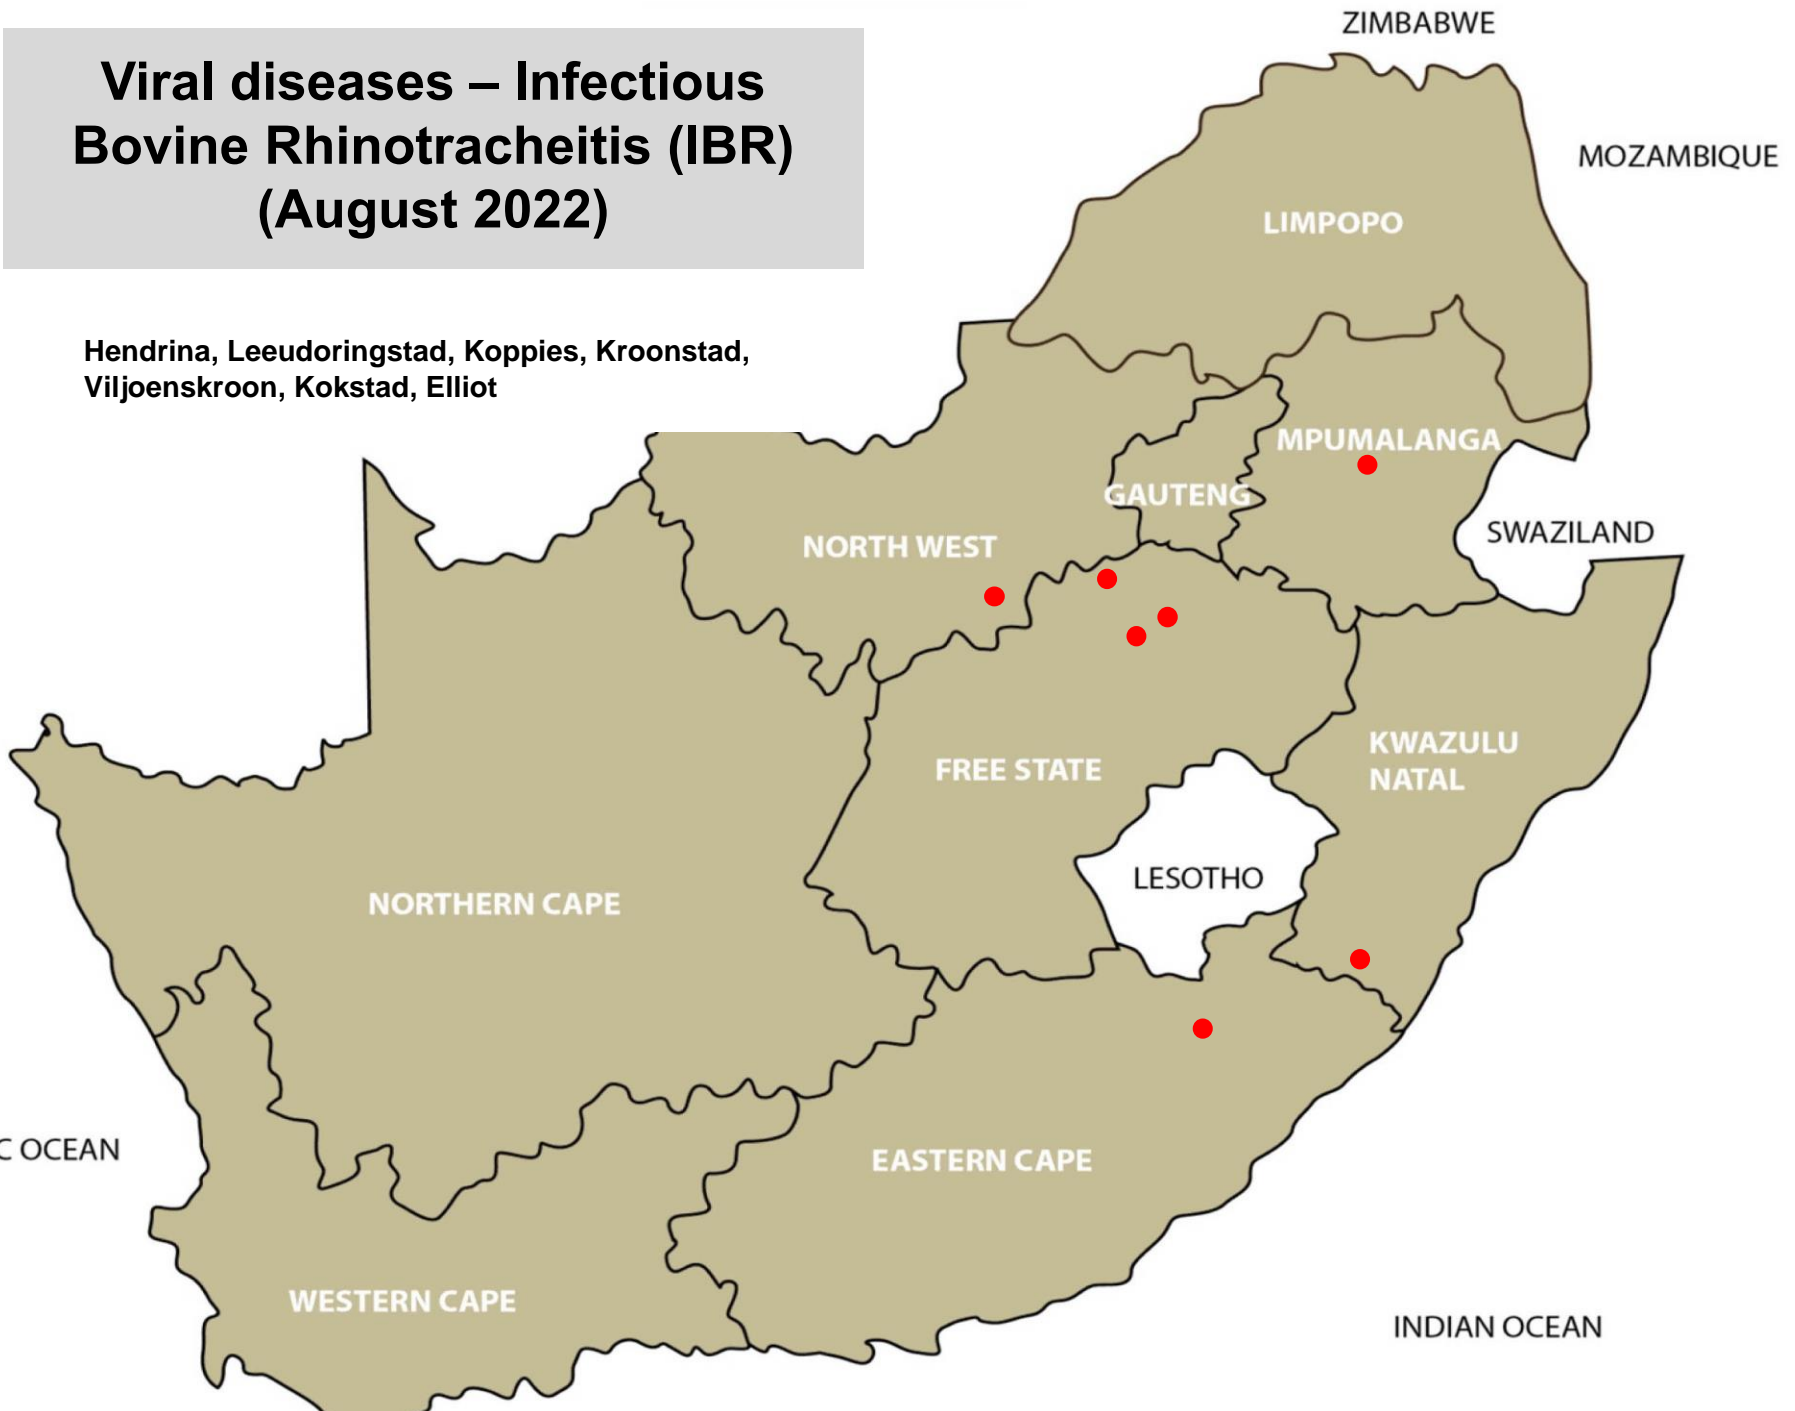 Viral diseases – Infectious
Bovine Rhinotracheitis (IBR)
(August 2022)
Hendrina, Leeudoringstad, Koppies, Kroonstad,
Viljoenskroon, Kokstad, Elliot
ZIMBABWE
MOZAMBIQUE
LIMPOPO
MPUMALANGA
GAUTENG
SWAZILAND
NORTH WEST
KWAZULU
NATAL
FREE STATE
LESOTHO
NORTHERN CAPE
C OCEAN
EASTERN CAPE
WESTERN CAPE
INDIAN OCEAN